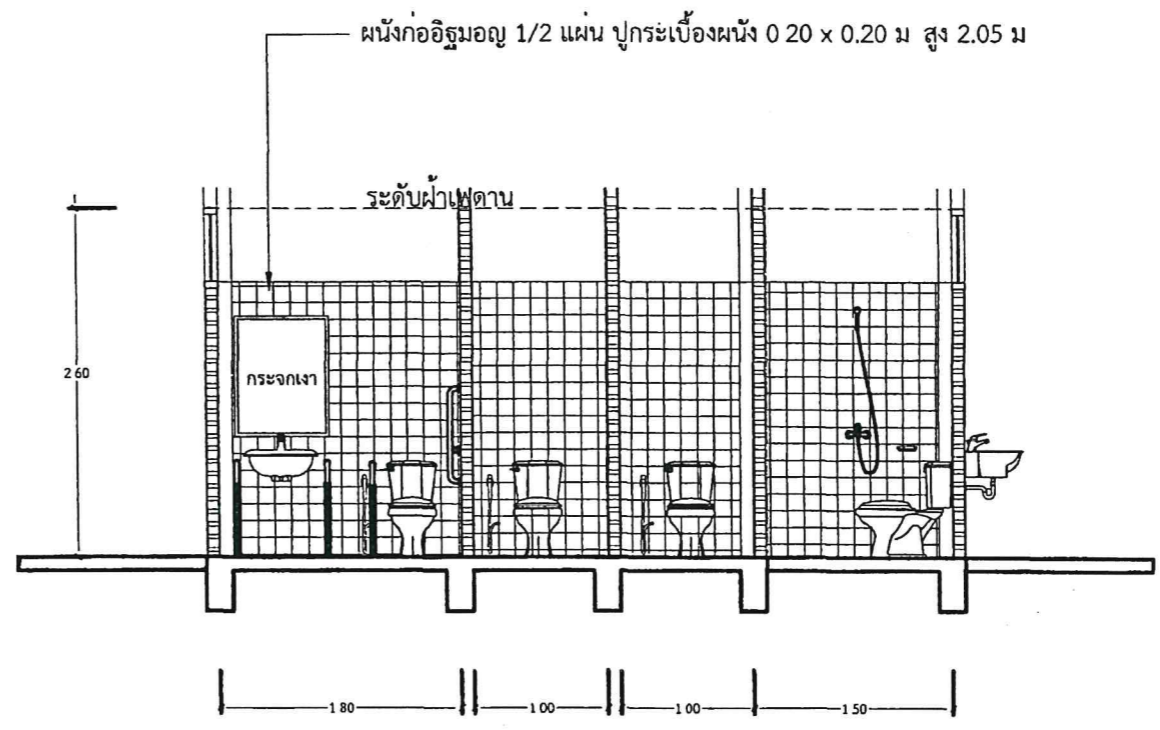 ผนังก่ออิฐมอญ 1/2 แผ่น ปูกระเบื้องผนัง 0 20 x 0.20 ม สูง 2.05 ม
ระดับฝ้าเพดาน
260
กระจกเงา
180 100 100 150